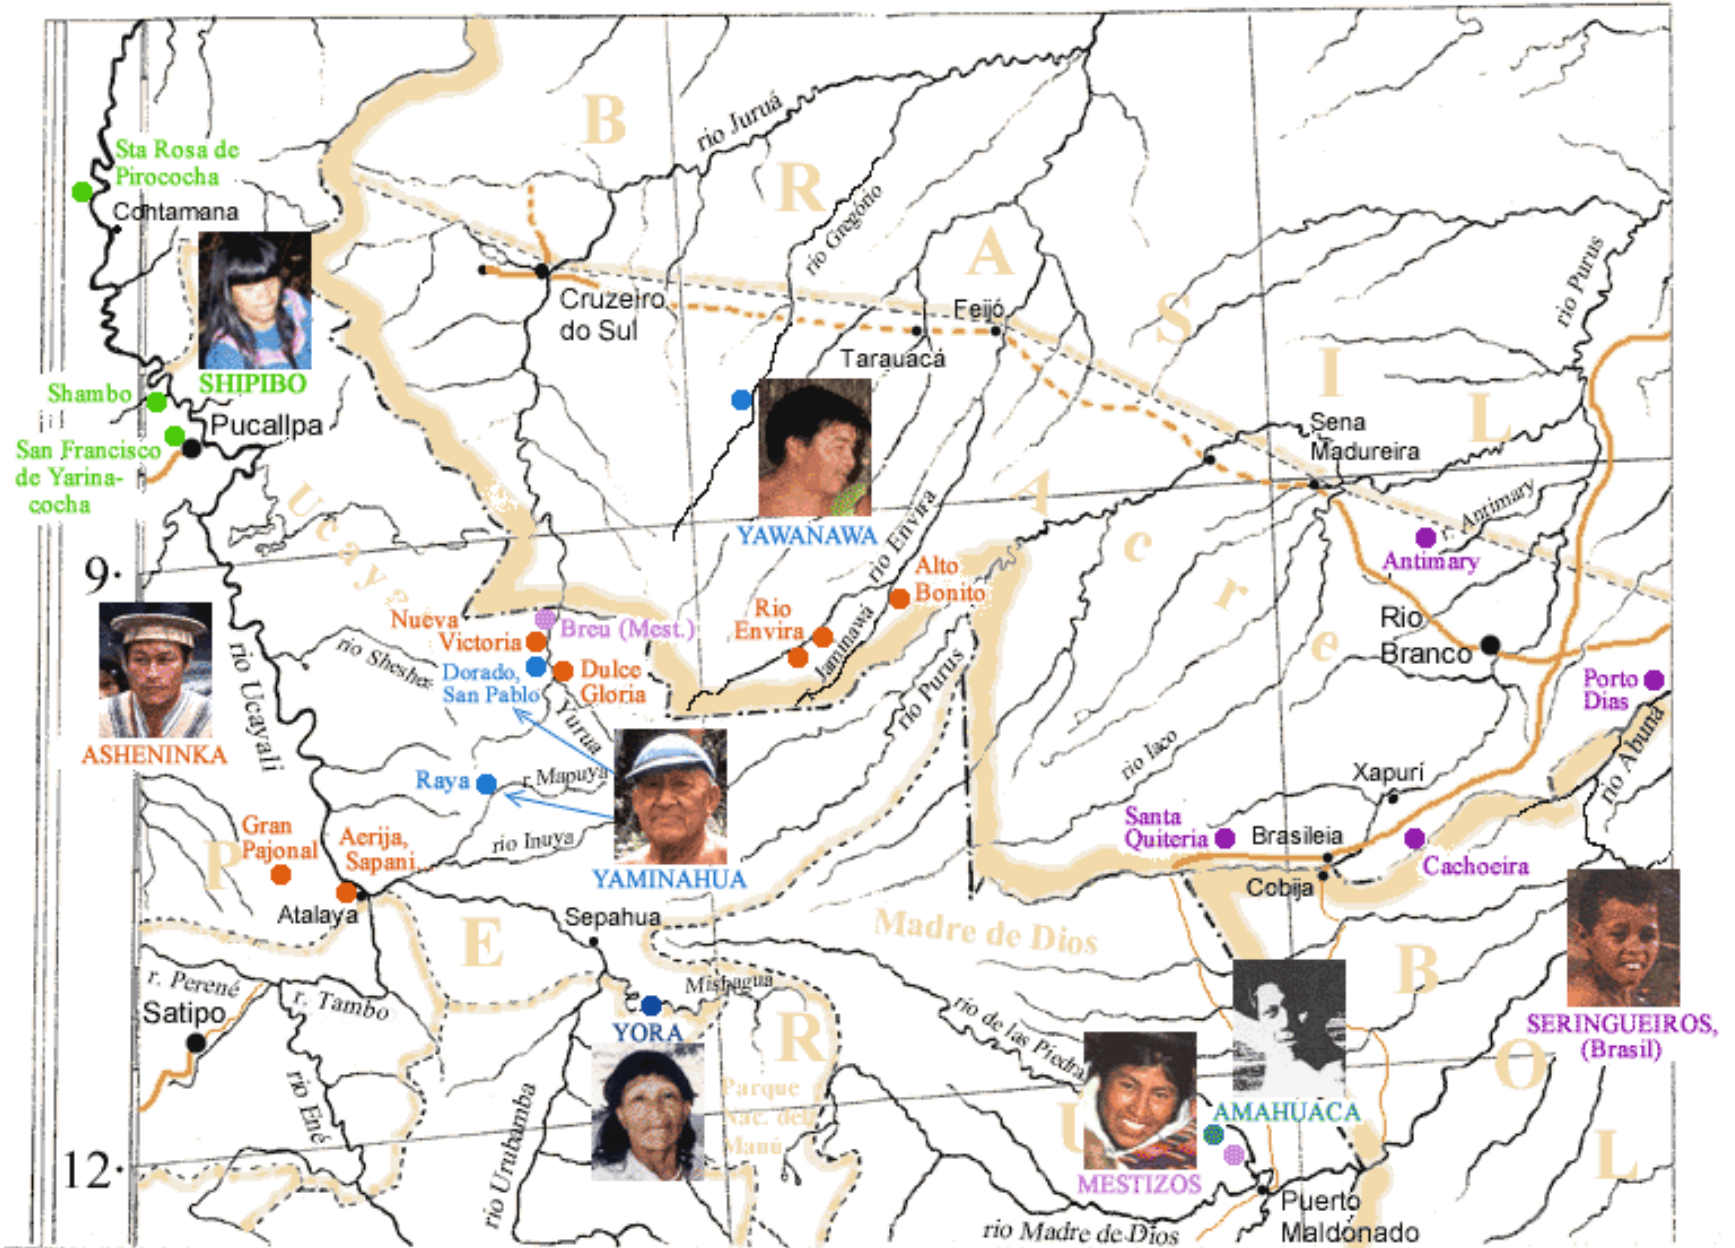 B
R
A
S
I
L
rio Juruá
Sta Rosa de
Pirococha
Contamana
rio Gregório
rio Purus
SHIPIBO
Cruzeiro
do Sul
Feijó
Tarauacá
Shambo
Pucallpa
San Francisco
de Yarina-
cocha
Sena
Madureira
YAWANAWA
rio Envira
r. Antimary
Antimary
Ucaya
A
c
r
e
9.
Alto
Bonito
Rio
Envira
Jaminawá
Nueva
Victoria
Breu (Mest.)
Dorado,
San Pablo
Dulce
Gloria
Yurua
rio Sheshea
rio Ucayali
rio Purus
Rio
Branco
Porto
Dias
rio Abuná
ASHENINKA
Raya
r. Mapuya
rio Inuya
YAMINAHUA
rio Iaco
Xapuri
Santa
Quiteria
Brasileia
Cachoeira
Cobija
Gran
Pajonal
Aerija,
Sapani...
Atalaya
P
E
R
U
Sepahua
Madre de Dios
Mishagua
r. Perené
r. Tambo
Satipo
YORA
rio de las Piedras
B
O
L
SERINGUEIROS,
(Brasil)
rio Ené
rio Urubamba
Parque
Nac. del
Manú
AMAHUACA
MESTIZOS
12.
Puerto
Maldonado
rio Madre de Dios